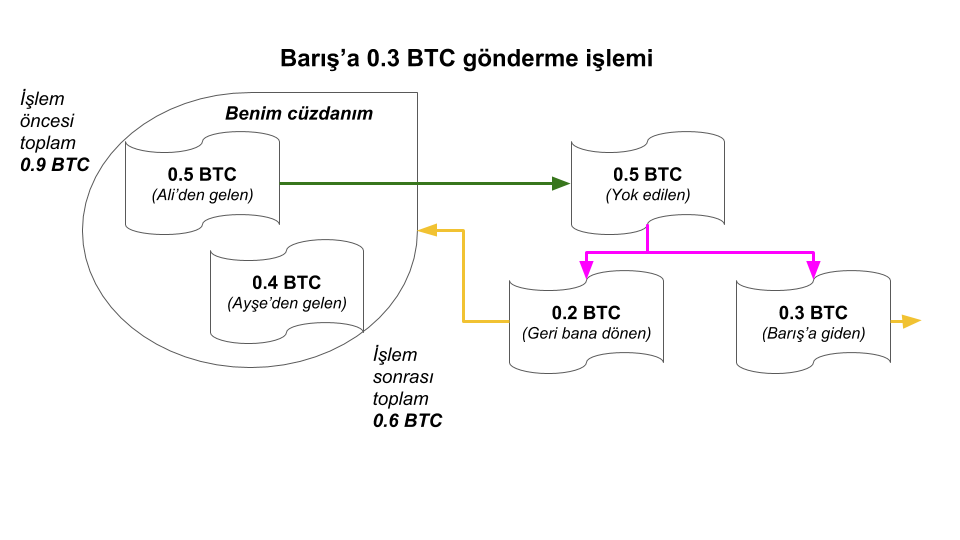 Barış’a 0.3 BTC gönderme işlemi
İşlem
öncesi
toplam
0.9 BTC
Benim cüzdanım
0.5 BTC
(Ali’den gelen)
0.4 BTC
(Ayşe’den gelen)
0.5 BTC
(Yok edilen)
0.2 BTC
(Geri bana dönen)
0.3 BTC
(Barış’a giden)
İşlem
sonrası
toplam
0.6 BTC